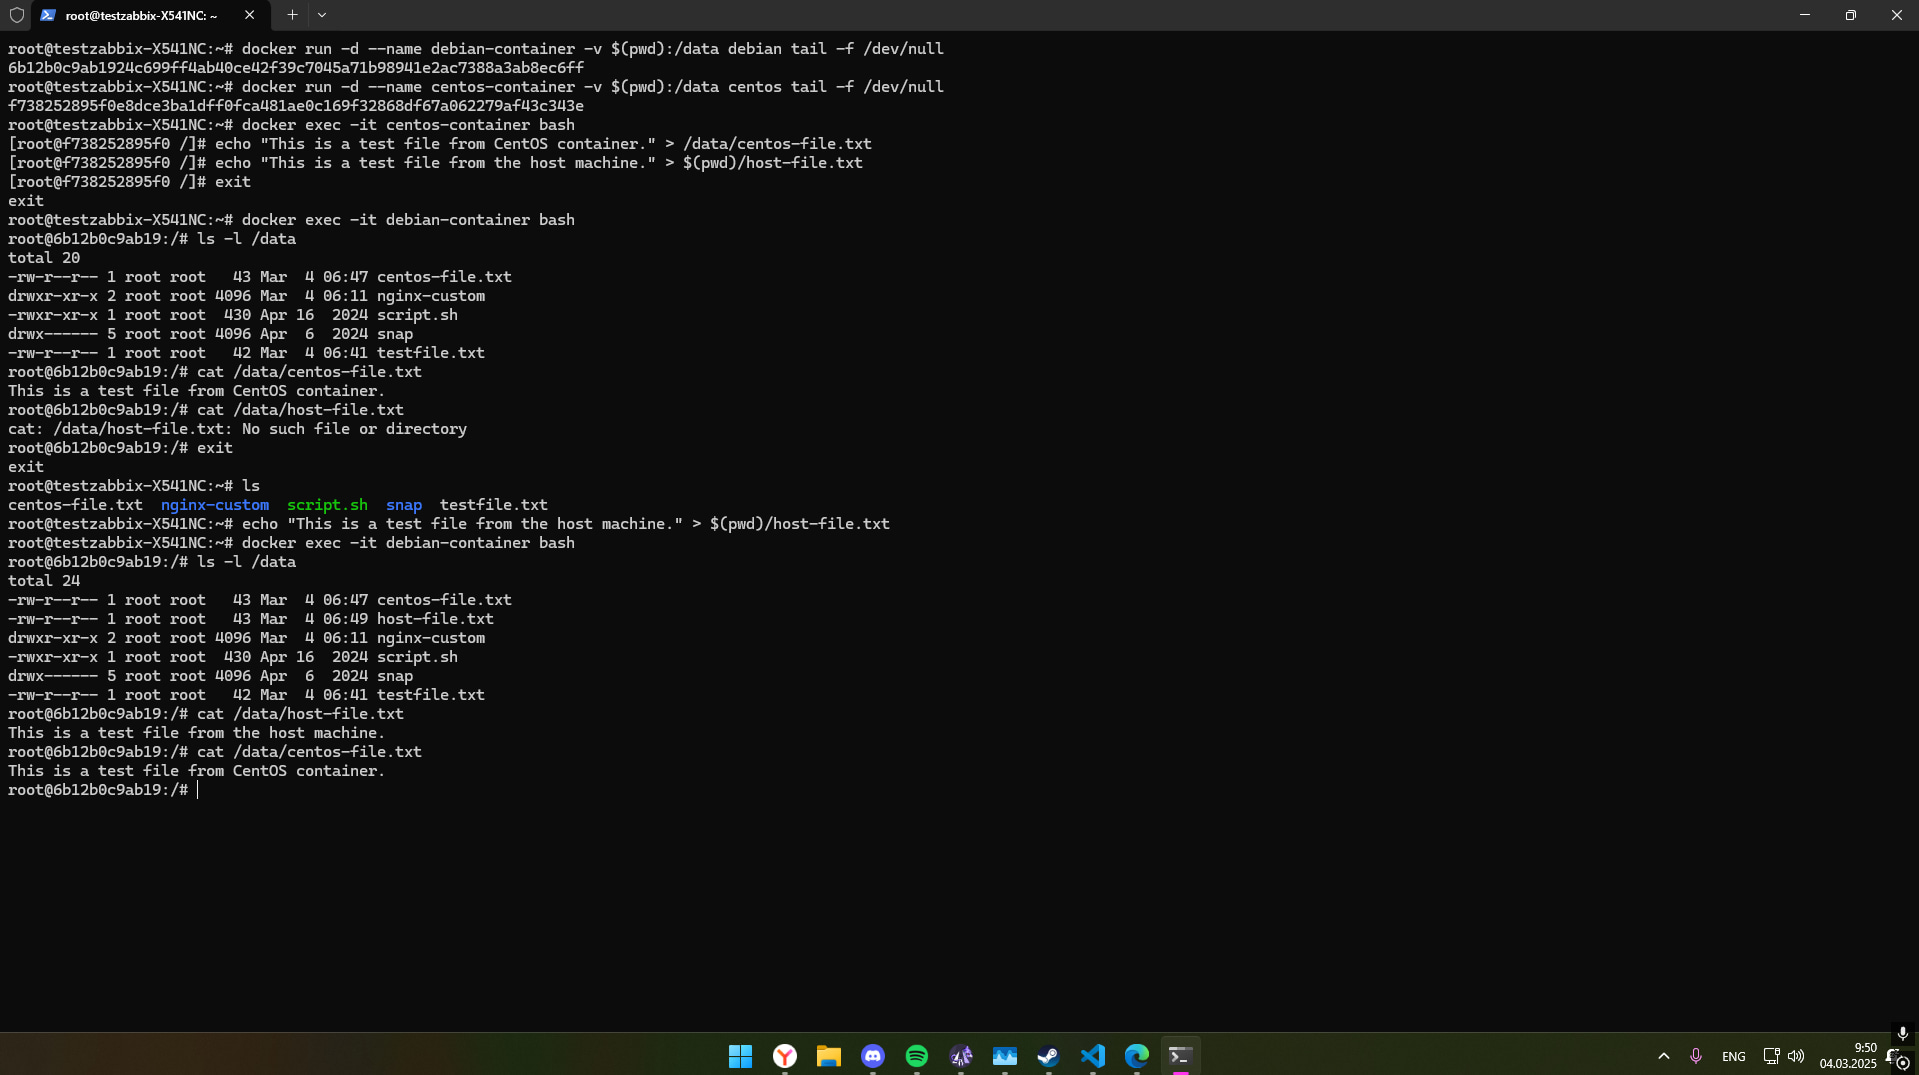 root@testzabbix-X541NC: ~
root@testzabbix-X541NC:~# docker run -d --name debian-container -v $(pwd):/data debian tail -f /dev/null
6b12b0c9ab1924c699ff4ab40ce42f39c7045a71b98941e2ac7388a3ab8ec6ff
root@testzabbix-X541NC:~# docker run -d --name centos-container -v $(pwd):/data centos tail -f /dev/null
f738252895f0e8dce3ba1dff0fca481ae0c169f32868df67a062279af43c343e
root@testzabbix-X541NC:~# docker exec -it centos-container bash
[root@f738252895f0 /]# echo "This is a test file from CentOS container." > /data/centos-file.txt
[root@f738252895f0 /]# echo "This is a test file from the host machine." > $(pwd)/host-file.txt
[root@f738252895f0 /]# exit
exit
root@testzabbix-X541NC:~# docker exec -it debian-container bash
root@6b12b0c9ab19:/# ls -l /data
total 20
-rw-r--r-- 1 root root   43 Mar  4 06:47 centos-file.txt
drwxr-xr-x 2 root root 4096 Mar  4 06:11 nginx-custom
-rwxr-xr-x 1 root root  430 Apr 16  2024 script.sh
drwx------ 5 root root 4096 Apr  6  2024 snap
-rw-r--r-- 1 root root   42 Mar  4 06:41 testfile.txt
root@6b12b0c9ab19:/# cat /data/centos-file.txt
This is a test file from CentOS container.
root@6b12b0c9ab19:/# cat /data/host-file.txt
cat: /data/host-file.txt: No such file or directory
root@6b12b0c9ab19:/# exit
exit
root@testzabbix-X541NC:~# ls
centos-file.txt  nginx-custom  script.sh  snap  testfile.txt
root@testzabbix-X541NC:~# echo "This is a test file from the host machine." > $(pwd)/host-file.txt
root@testzabbix-X541NC:~# docker exec -it debian-container bash
root@6b12b0c9ab19:/# ls -l /data
total 24
-rw-r--r-- 1 root root   43 Mar  4 06:47 centos-file.txt
-rw-r--r-- 1 root root   43 Mar  4 06:49 host-file.txt
drwxr-xr-x 2 root root 4096 Mar  4 06:11 nginx-custom
-rwxr-xr-x 1 root root  430 Apr 16  2024 script.sh
drwx------ 5 root root 4096 Apr  6  2024 snap
-rw-r--r-- 1 root root   42 Mar  4 06:41 testfile.txt
root@6b12b0c9ab19:/# cat /data/host-file.txt
This is a test file from the host machine.
root@6b12b0c9ab19:/# cat /data/centos-file.txt
This is a test file from CentOS container.
root@6b12b0c9ab19:/#
ENG
9:50
04.03.2025